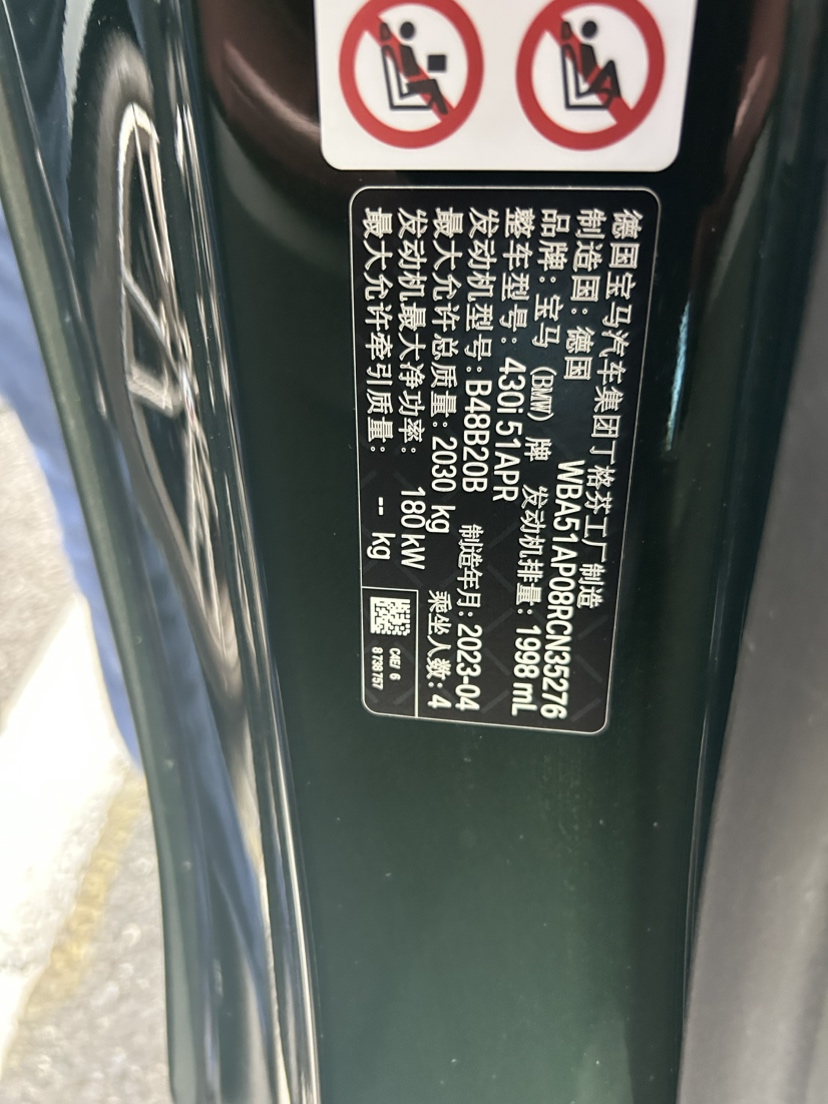 德国宝马汽车集团丁格芬工厂制造
制造国：德国 WBA51AP08RCN35276
品牌：宝马（BMW）牌 发动机排量：1998 mL
整车型号：430i 51APR
发动机型号：B48B20B 制造年月：2023-04
最大允许总质量：2030 kg 乘坐人数：4
发动机最大净功率： 180 kW
最大允许牵引质量： -- kg
C4E/ 6
8 738 757